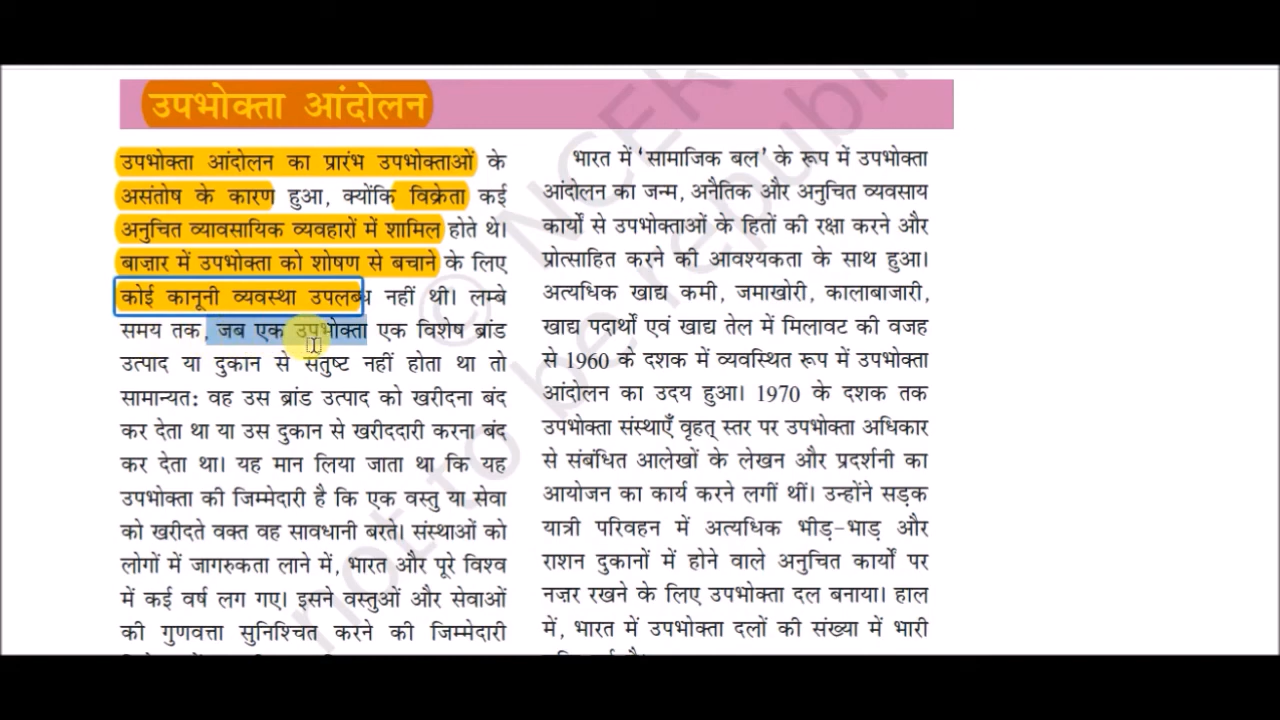 उपभोक्ता आंदोलन
उपभोक्ता आंदोलन का प्रारंभ उपभोक्ताओं के
असंतोष के कारण हुआ, क्योंकि विक्रेता कई
अनुचित व्यावसायिक व्यवहारों में शामिल होते थे।
बाज़ार में उपभोक्ता को शोषण से बचाने के लिए
कोई कानूनी व्यवस्था उपलब्ध नहीं थी। लम्बे
समय तक, जब एक उपभोक्ता एक विशेष ब्रांड
उत्पाद या दुकान से संतुष्ट नहीं होता था तो
सामान्यत: वह उस ब्रांड उत्पाद को खरीदना बंद
कर देता था या उस दुकान से खरीददारी करना बंद
कर देता था। यह मान लिया जाता था कि यह
उपभोक्ता की जिम्मेदारी है कि एक वस्तु या सेवा
को खरीदते वक्त वह सावधानी बरते। संस्थाओं को
लोगों में जागरुकता लाने में, भारत और पूरे विश्व
में कई वर्ष लग गए। इसने वस्तुओं और सेवाओं
की गुणवत्ता सुनिश्चित करने की जिम्मेदारी
भारत में ‘सामाजिक बल’ के रूप में उपभोक्ता
आंदोलन का जन्म, अनैतिक और अनुचित व्यवसाय
कार्यों से उपभोक्ताओं के हितों की रक्षा करने और
प्रोत्साहित करने की आवश्यकता के साथ हुआ।
अत्यधिक खाद्य कमी, जमाखोरी, कालाबाजारी,
खाद्य पदार्थों एवं खाद्य तेल में मिलावट की वजह
से 1960 के दशक में व्यवस्थित रूप में उपभोक्ता
आंदोलन का उदय हुआ। 1970 के दशक तक
उपभोक्ता संस्थाएँ वृहत् स्तर पर उपभोक्ता अधिकार
से संबंधित आलेखों के लेखन और प्रदर्शनी का
आयोजन का कार्य करने लगीं थीं। उन्होंने सड़क
यात्री परिवहन में अत्यधिक भीड़-भाड़ और
राशन दुकानों में होने वाले अनुचित कार्यों पर
नज़र रखने के लिए उपभोक्ता दल बनाया। हाल
में, भारत में उपभोक्ता दलों की संख्या में भारी
© NCER
not to be republi